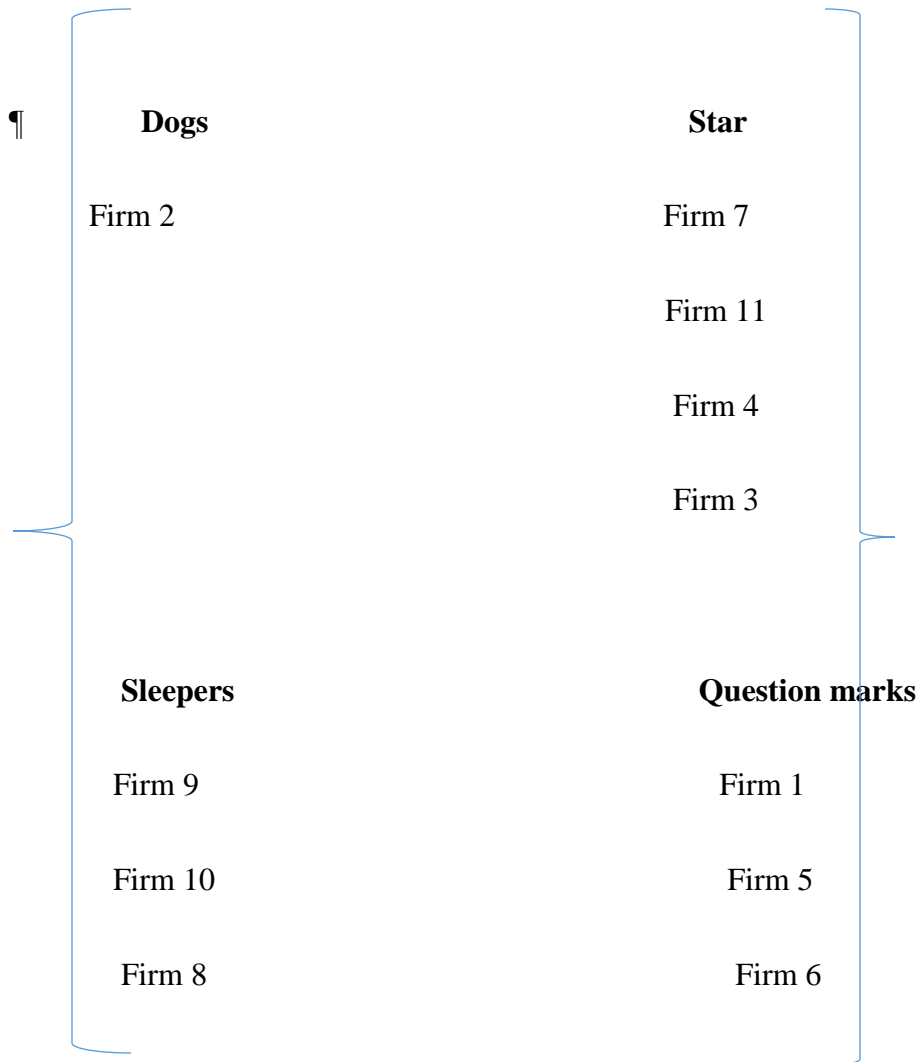 ¶ Dogs Star
Firm 2 Firm 7
Firm 11
Firm 4
Firm 3
Sleepers Question marks
Firm 9 Firm 1
Firm 10 Firm 5
Firm 8 Firm 6